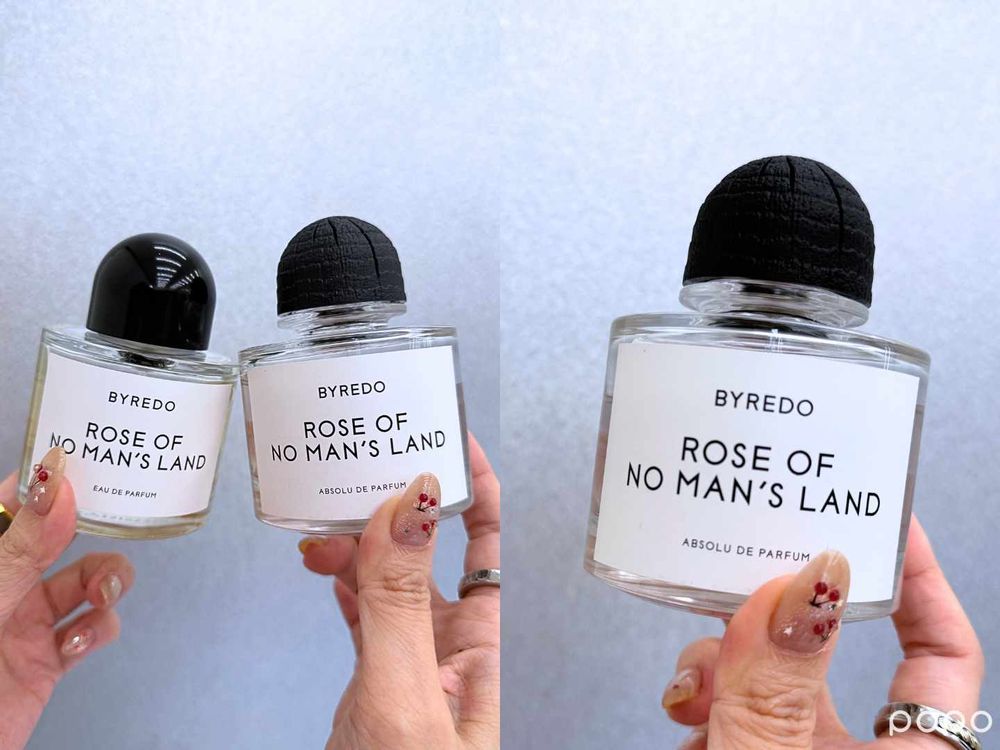 BYREDO
ROSE OF
NO MAN'S LAND
EAU DE PARFUM
BYREDO
ROSE OF
NO MAN'S LAND
ABSOLU DE PARFUM
BYREDO
ROSE OF
NO MAN'S LAND
ABSOLU DE PARFUM
popo